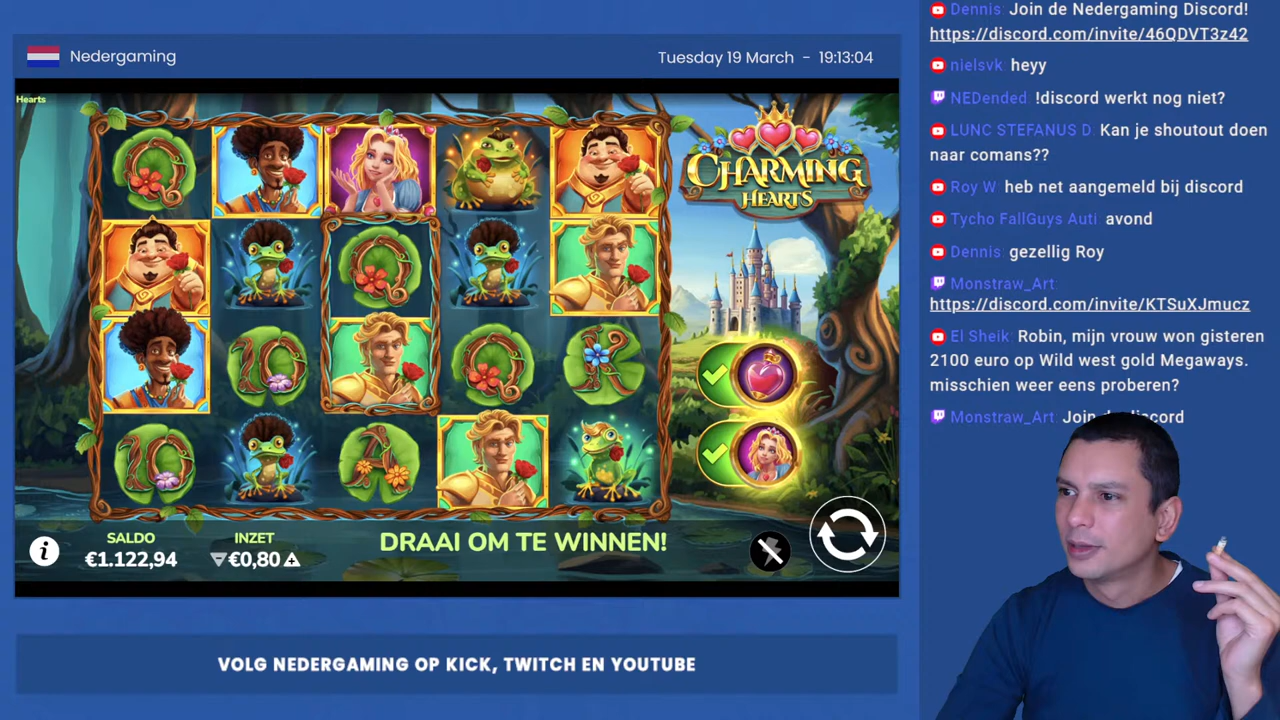 Nedergaming
Tuesday 19 March - 19:13:04
Hearts
CHARMING
HEARTS
Q
Q
10
Q
R
10
A
SALDO
€1.122,94
INZET
€0,80
DRAAI OM TE WINNEN!
VOLG NEDERGAMING OP KICK, TWITCH EN YOUTUBE
Dennis: Join de Nedergaming Discord!
https://discord.com/invite/46QDVT3z42
nielsvk: heyy
NEDended: !discord werkt nog niet?
LUNC STEFANUS D: Kan je shoutout doen
naar comans??
Roy W: heb net aangemeld bij discord
Tycho FallGuys Auti: avond
Dennis: gezellig Roy
Monstraw_Art:
https://discord.com/invite/KTSuXJmucz
El Sheik: Robin, mijn vrouw won gisteren
2100 euro op Wild west gold Megaways.
misschien weer eens proberen?
Monstraw_Art: Join